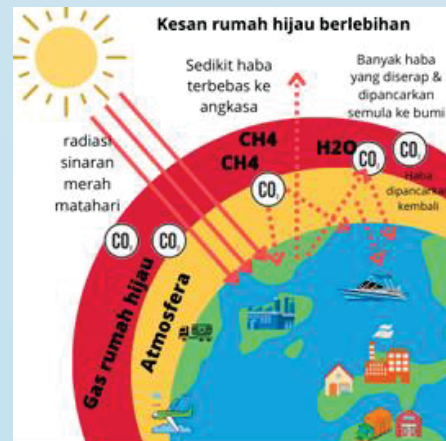 Kesan rumah hijau berlebihan
Sedikit haba
terbebas ke
angkasa
Banyak haba
yang diserap &
dipancarkan
semula ke bumi
radiasi
sinaran
merah
matahari
CH4
CH4
H2O
CO₂
CO₂
CO₂
Haba
dipancarkan
kembali
CO₂
CO₂
Gas rumah hijau
Atmosfera